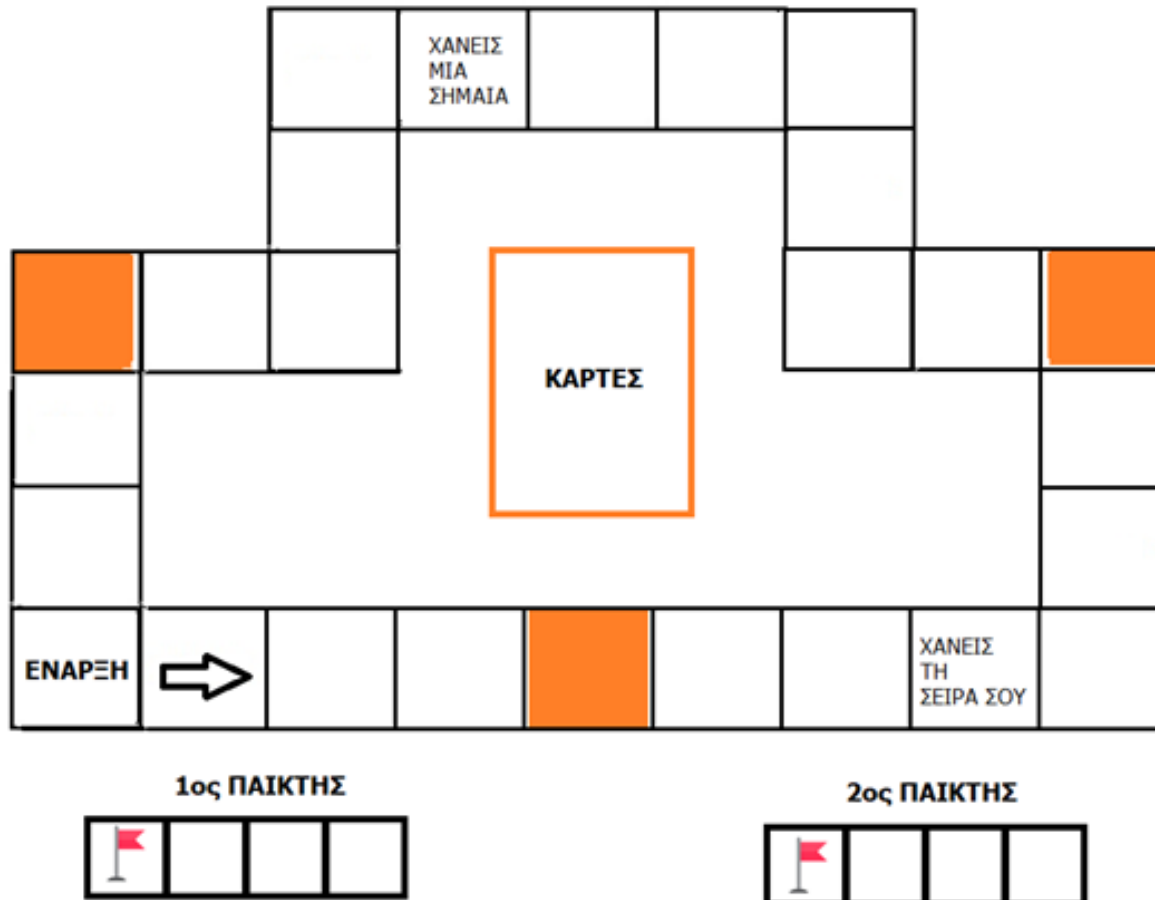 ΧΑΝΕΙΣ
ΜΙΑ
ΣΗΜΑΙΑ
ΚΑΡΤΕΣ
ΕΝΑΡΞΗ
ΧΑΝΕΙΣ
ΤΗ
ΣΕΙΡΑ ΣΟΥ
1ος ΠΑΙΚΤΗΣ
2ος ΠΑΙΚΤΗΣ